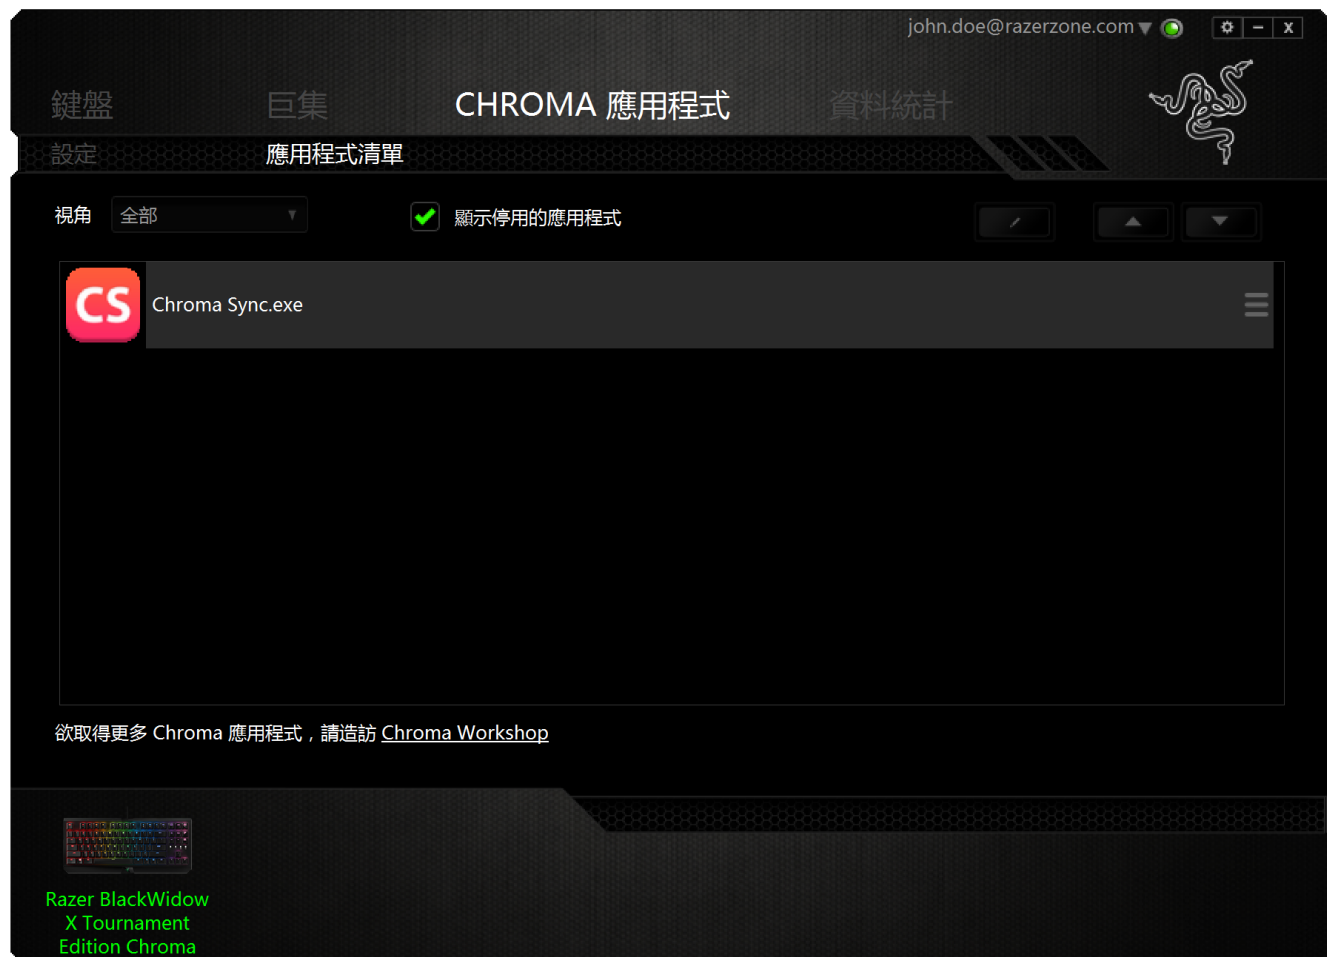 john.doe@razerzone.com
鍵盤 巨集 CHROMA 應用程式 資料統計
設定 應用程式清單
視角 全部 顯示停用的應用程式
CS Chroma Sync.exe
欲取得更多 Chroma 應用程式，請造訪 Chroma Workshop
Razer BlackWidow
X Tournament
Edition Chroma